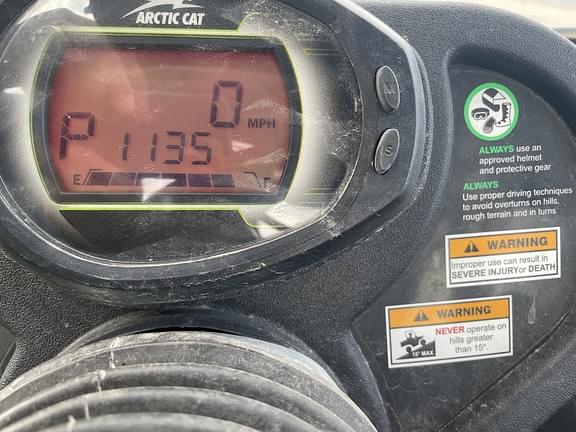 ARCTIC CAT
0 MPH
P 1135
E F
M
S
ALWAYS use an
approved helmet
and protective gear
ALWAYS
Use proper driving techniques
to avoid overturns on hills,
rough terrain and in turns
WARNING
Improper use can result in
SEVERE INJURY or DEATH
WARNING
NEVER operate on
hills greater
than 15°.
15° MAX